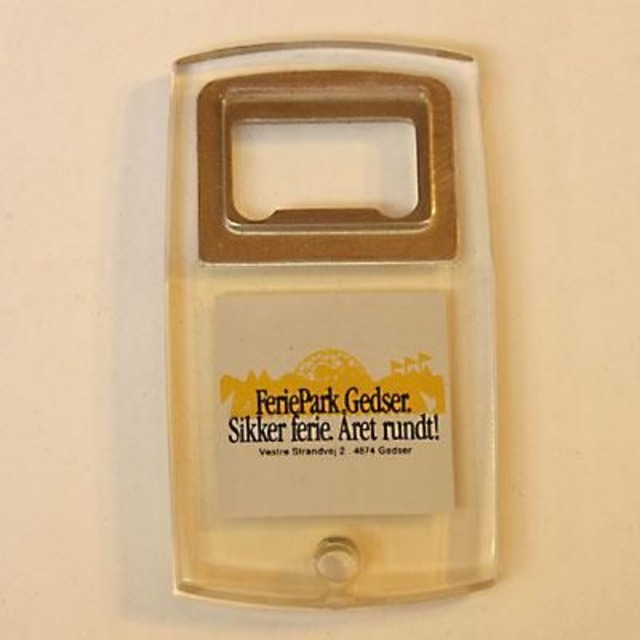 FeriePark Gedser.
Sikker ferie. Året rundt!
Vestre Strandvej 2 . 4874 Gedser